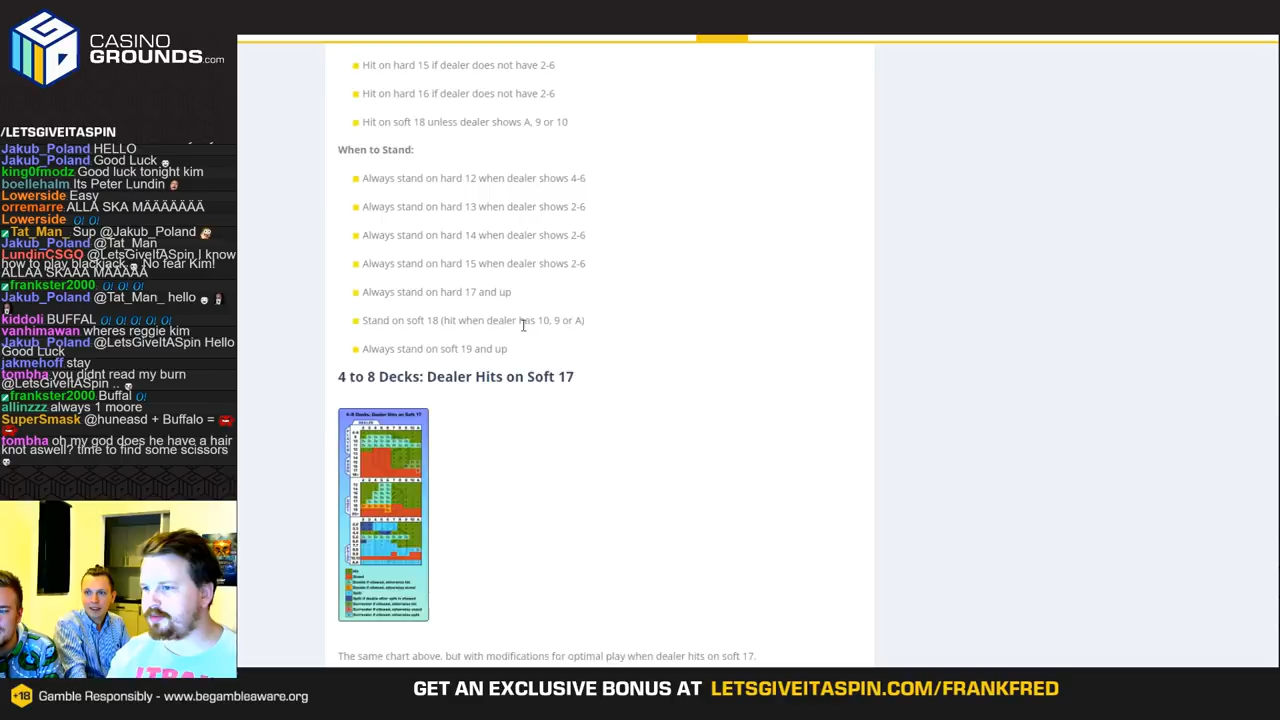 CASINO
GROUNDS.com
/LETSGIVEITASPIN
Jakub_Poland HELLO
Jakub_Poland Good Luck
king0fmodz Good luck tonight kim
boellehalm Its Peter Lundin
Lowerside Easy
orremarre ALLA SKA MÄÄÄÄÄÄÄ
Lowerside O! O!
Tat_Man_ Sup @Jakub_Poland
Jakub_Poland @Tat_Man
LundinCSGO @LetsGiveItASpin I know
how to play blackjack No fear Kim!
ALLAA SKAAA MÄÄÄÄÄ
frankster2000 O! O! O!
Jakub_Poland @Tat_Man_ hello
kiddoli BUFFAL O! O! O! O! O!
vanhimawan wheres reggie kim
Jakub_Poland @LetsGiveItASpin Hello
Good Luck
jakmehoff stay
tombha you didnt read my burn
@LetsGiveItASpin ..
frankster2000 Buffal O!
allinzzz always 1 moore
SuperSmask @huneasd + Buffalo =
tombha oh my god does he have a hair
knot aswell? time to find some scissors
Hit on hard 15 if dealer does not have 2-6
Hit on hard 16 if dealer does not have 2-6
Hit on soft 18 unless dealer shows A, 9 or 10
When to Stand:
Always stand on hard 12 when dealer shows 4-6
Always stand on hard 13 when dealer shows 2-6
Always stand on hard 14 when dealer shows 2-6
Always stand on hard 15 when dealer shows 2-6
Always stand on hard 17 and up
Stand on soft 18 (hit when dealer has 10, 9 or A)
Always stand on soft 19 and up
4 to 8 Decks: Dealer Hits on Soft 17
4-8 Decks: Dealer Hits on Soft 17
The same chart above, but with modifications for optimal play when dealer hits on soft 17.
+18 Gamble Responsibly - www.begambleaware.org
GET AN EXCLUSIVE BONUS AT LETSGIVEITASPIN.COM/FRANKFRED